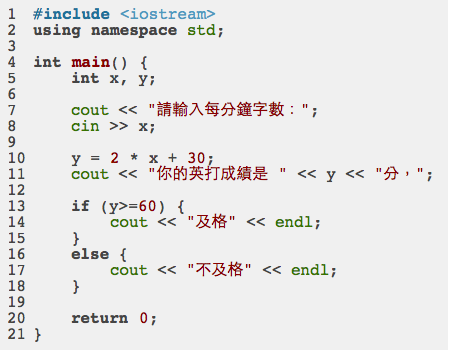 1 #include <iostream>
2 using namespace std;
3
4 int main() {
5     int x, y;
6
7     cout << "請輸入每分鐘字數：";
8     cin >> x;
9
10     y = 2 * x + 30;
11     cout << "你的英打成績是 " << y << "分，";
12
13     if (y>=60) {
14         cout << "及格" << endl;
15     }
16     else {
17         cout << "不及格" << endl;
18     }
19
20     return 0;
21 }